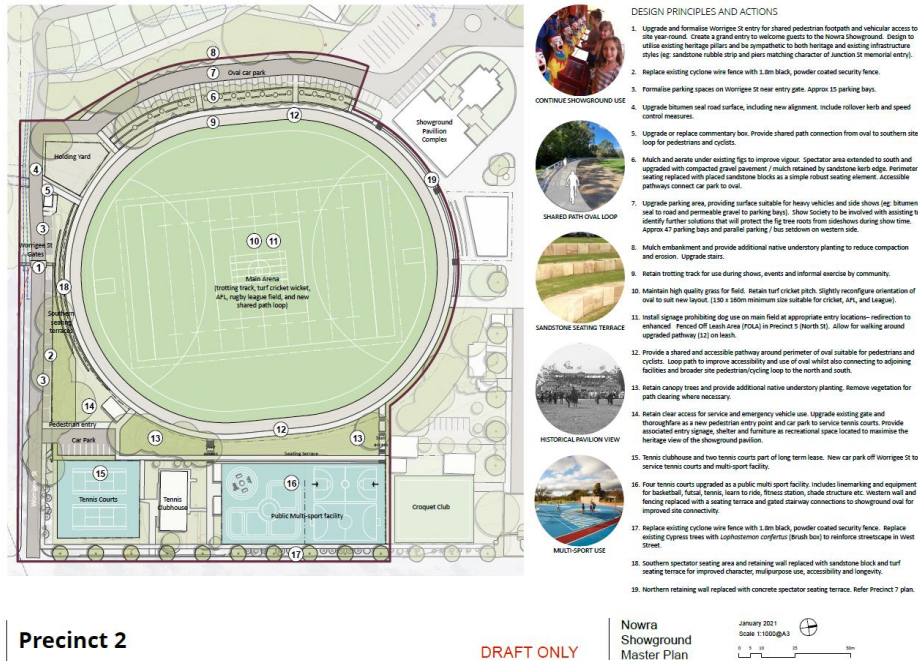 DESIGN PRINCIPLES AND ACTIONS
1. Upgrade and formalise Worrigee St entry for shared pedestrian footpath and vehicular access to
site year-round. Create a grand entry to welcome guests to the Nowra Showground. Design to
utilise existing heritage pillars and be sympathetic to both heritage and existing infrastructure
styles (eg: sandstone rubble strip and piers matching character of Junction St memorial entry).
2. Replace existing cyclone wire fence with 1.8m black, powder coated security fence.
3. Formalise parking spaces on Worrigee St near entry gate. Approx 15 parking bays.
4. Upgrade bitumen seal road surface, including new alignment. Include rollover kerb and speed
control measures.
5. Upgrade or replace commentary box. Provide shared path connection from oval to southern site
loop for pedestrians and cyclists.
6. Mulch and aerate under existing figs to improve vigour. Spectator area extended to south and
upgraded with compacted gravel pavement / mulch retained by sandstone kerb edge. Perimeter
seating replaced with placed sandstone blocks as a simple robust seating element. Accessible
pathways connect car park to oval.
7. Upgrade parking area, providing surface suitable for heavy vehicles and side shows (eg: bitumen
seal to road and permeable gravel to parking bays). Show Society to be involved with assisting to
identify further solutions that will protect the fig tree roots from sideshows during show time.
Approx 47 parking bays and parallel parking / bus setdown on western side.
8. Mulch embankment and provide additional native understory planting to reduce compaction
and erosion. Upgrade stairs.
9. Retain trotting track for use during shows, events and informal exercise by community.
10. Maintain high quality grass for field. Retain turf cricket pitch. Slightly reconfigure orientation of
oval to suit new layout. (130 x 160m minimum size suitable for cricket, AFL, and League).
11. Install signage prohibiting dog use on main field at appropriate entry locations– redirection to
enhanced Fenced Off Leash Area (FOLA) in Precinct 5 (North St). Allow for walking around
upgraded pathway (12) on leash.
12. Provide a shared and accessible pathway around perimeter of oval suitable for pedestrians and
cyclists. Loop path to improve accessibility and use of oval whilst also connecting to adjoining
facilities and broader site pedestrian/cycling loop to the north and south.
13. Retain canopy trees and provide additional native understory planting. Remove vegetation for
path clearing where necessary.
14. Retain clear access for service and emergency vehicle use. Upgrade existing gate and
thoroughfare as a new pedestrian entry point and car park to service tennis courts. Provide
associated entry signage, shelter and furniture as recreational space located to maximise the
heritage view of the showground pavilion.
15. Tennis clubhouse and two tennis courts part of long term lease. New car park off Worrigee St to
service tennis courts and multi-sport facility.
16. Four tennis courts upgraded as public multi sport facility. Includes linemarking and equipment
for basketball, futsal, tennis, learn to ride, fitness station, shade structure etc. Western wall and
fencing replaced with a seating terrace and gated stairway connections to showground oval for
improved site connectivity.
17. Replace existing cyclone wire fence with 1.8m black, powder coated security fence. Replace
existing Cypress trees with Lophostemon confertus (Brush box) to reinforce streetscape in West
Street.
18. Southern spectator seating area and retaining wall replaced with sandstone block and turf
seating terrace for improved character, mulipurpose use, accessibility and longevity.
19. Northern retaining wall replaced with concrete spectator seating terrace. Refer Precinct 7 plan.
CONTINUE SHOWGROUND USE
SHARED PATH OVAL LOOP
SANDSTONE SEATING TERRACE
HISTORICAL PAVILION VIEW
MULTI-SPORT USE
8
7
Oval car park
6
12
9
Showground
Pavilion
Complex
Holding Yard
4
5
19
3
Worrigee St
Gates
1
10 11
Main Arena
(trotting track, turf cricket wicket,
AFL, rugby league field, and new
shared path)
18
Southern
seating
terraces
2
3
14
Pedestrian entry
Car Park
13
12
13
Seating terrace
15
Tennis Courts
Tennis
Clubhouse
16
Public Multi-sport facility
Croquet Club
17
Precinct 2
DRAFT ONLY
Nowra
Showground
Master Plan
January 2021
Scale 1:1000@A3
0 5 10 25 50m